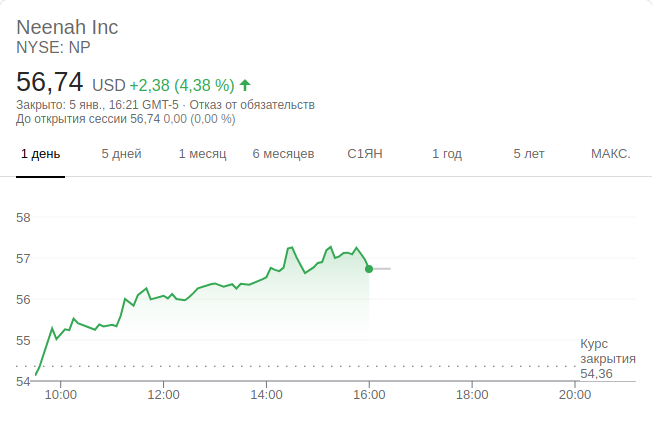 Neenah Inc
NYSE: NP
56,74 USD +2,38 (4,38 %)
Закрыто: 5 янв., 16:21 GMT-5 · Отказ от обязательств
До открытия сессии 56,74 0,00 (0,00 %)
1 день 5 дней 1 месяц 6 месяцев С1ЯН 1 год 5 лет МАКС.
58
57
56
55
Курс
закрытия
54,36
54
10:00 12:00 14:00 16:00 18:00 20:00